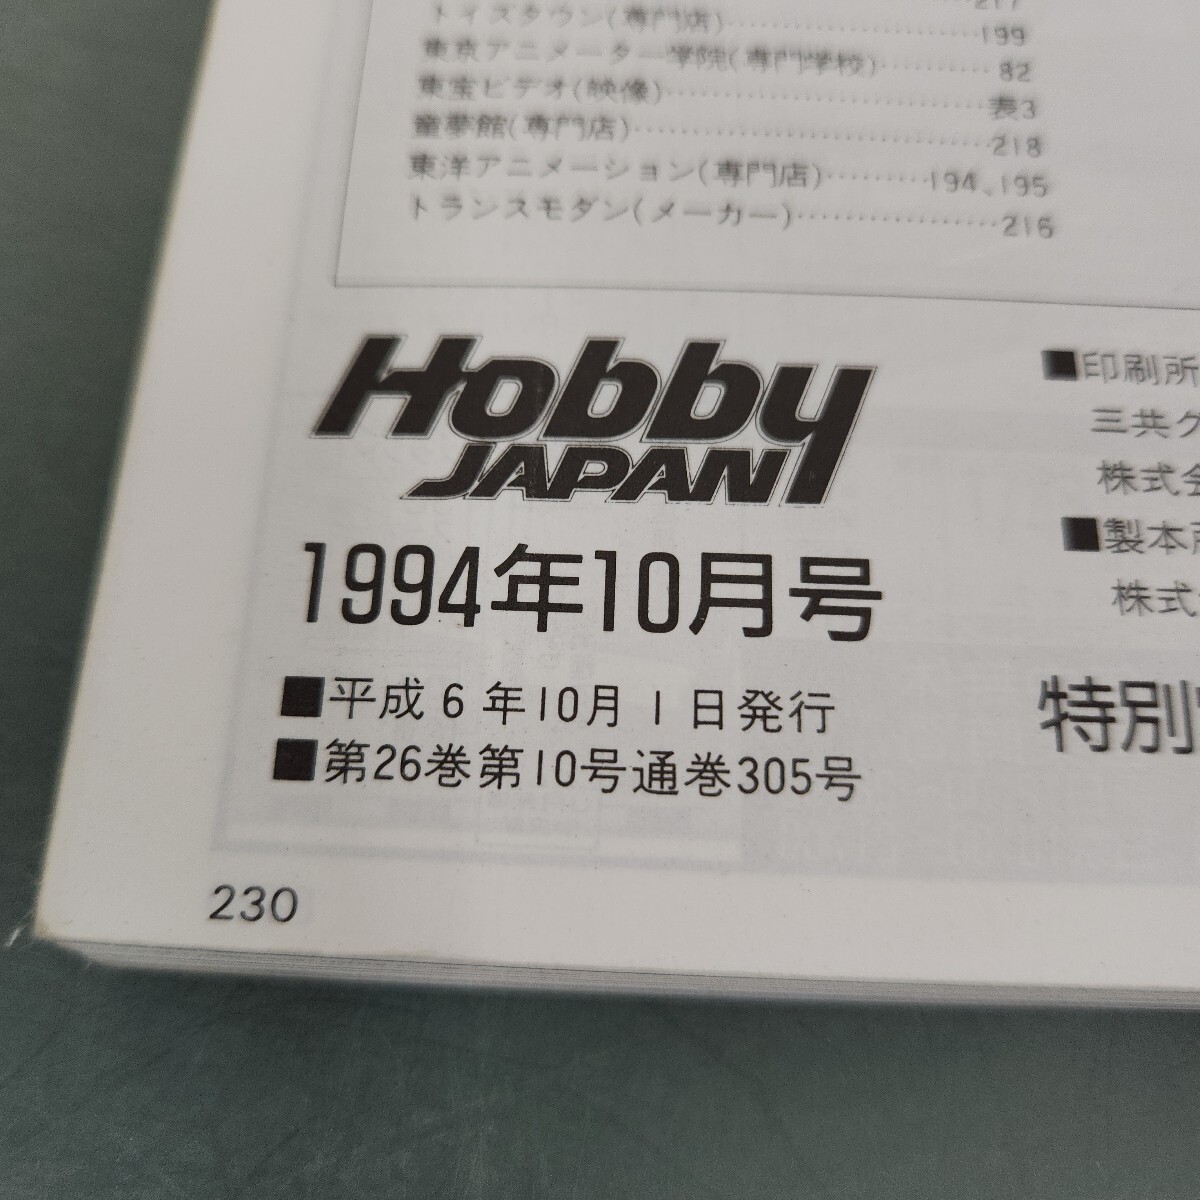 217
トイズタウン(専門店)……………………199
東京アニメーター学院(専門学校)…………82
東宝ビデオ(映像)……………………………表3
童夢館(専門店)………………………………218
東洋アニメーション(専門店)………194、195
トランスモダン(メーカー)…………………216
Hobby
JAPAN
1994年10月号
■平成6年10月1日発行
■第26巻第10号通巻305号
■印刷所
三共グ
株式会
■製本所
株式
特別
230